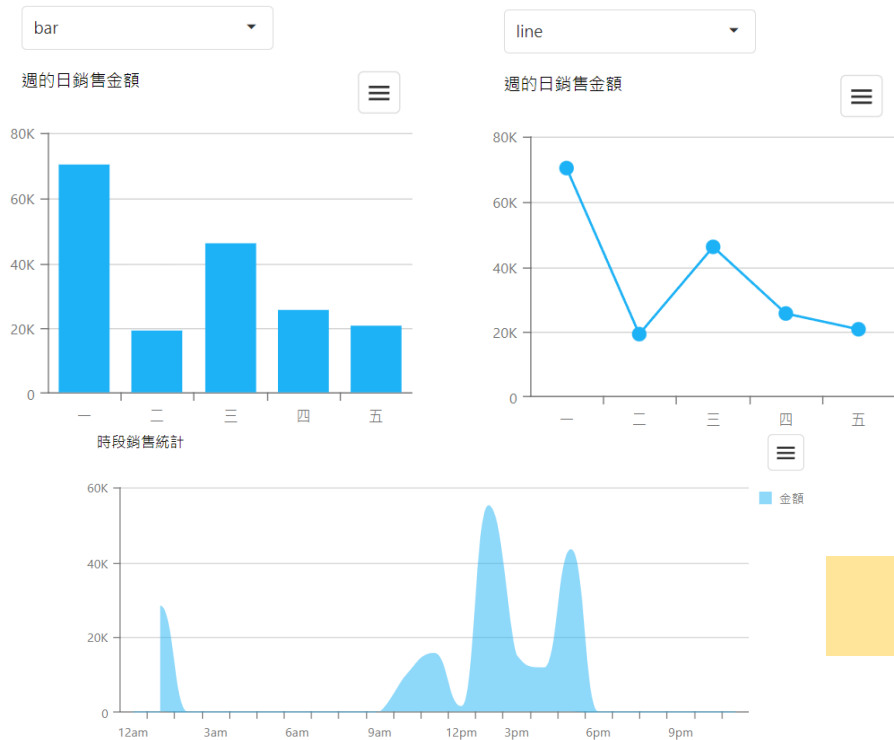 bar
週的日銷售金額
80K
60K
40K
20K
0
一 二 三 四 五
line
週的日銷售金額
80K
60K
40K
20K
0
一 二 三 四 五
時段銷售統計
60K
40K
20K
0
12am 3am 6am 9am 12pm 3pm 6pm 9pm
金額